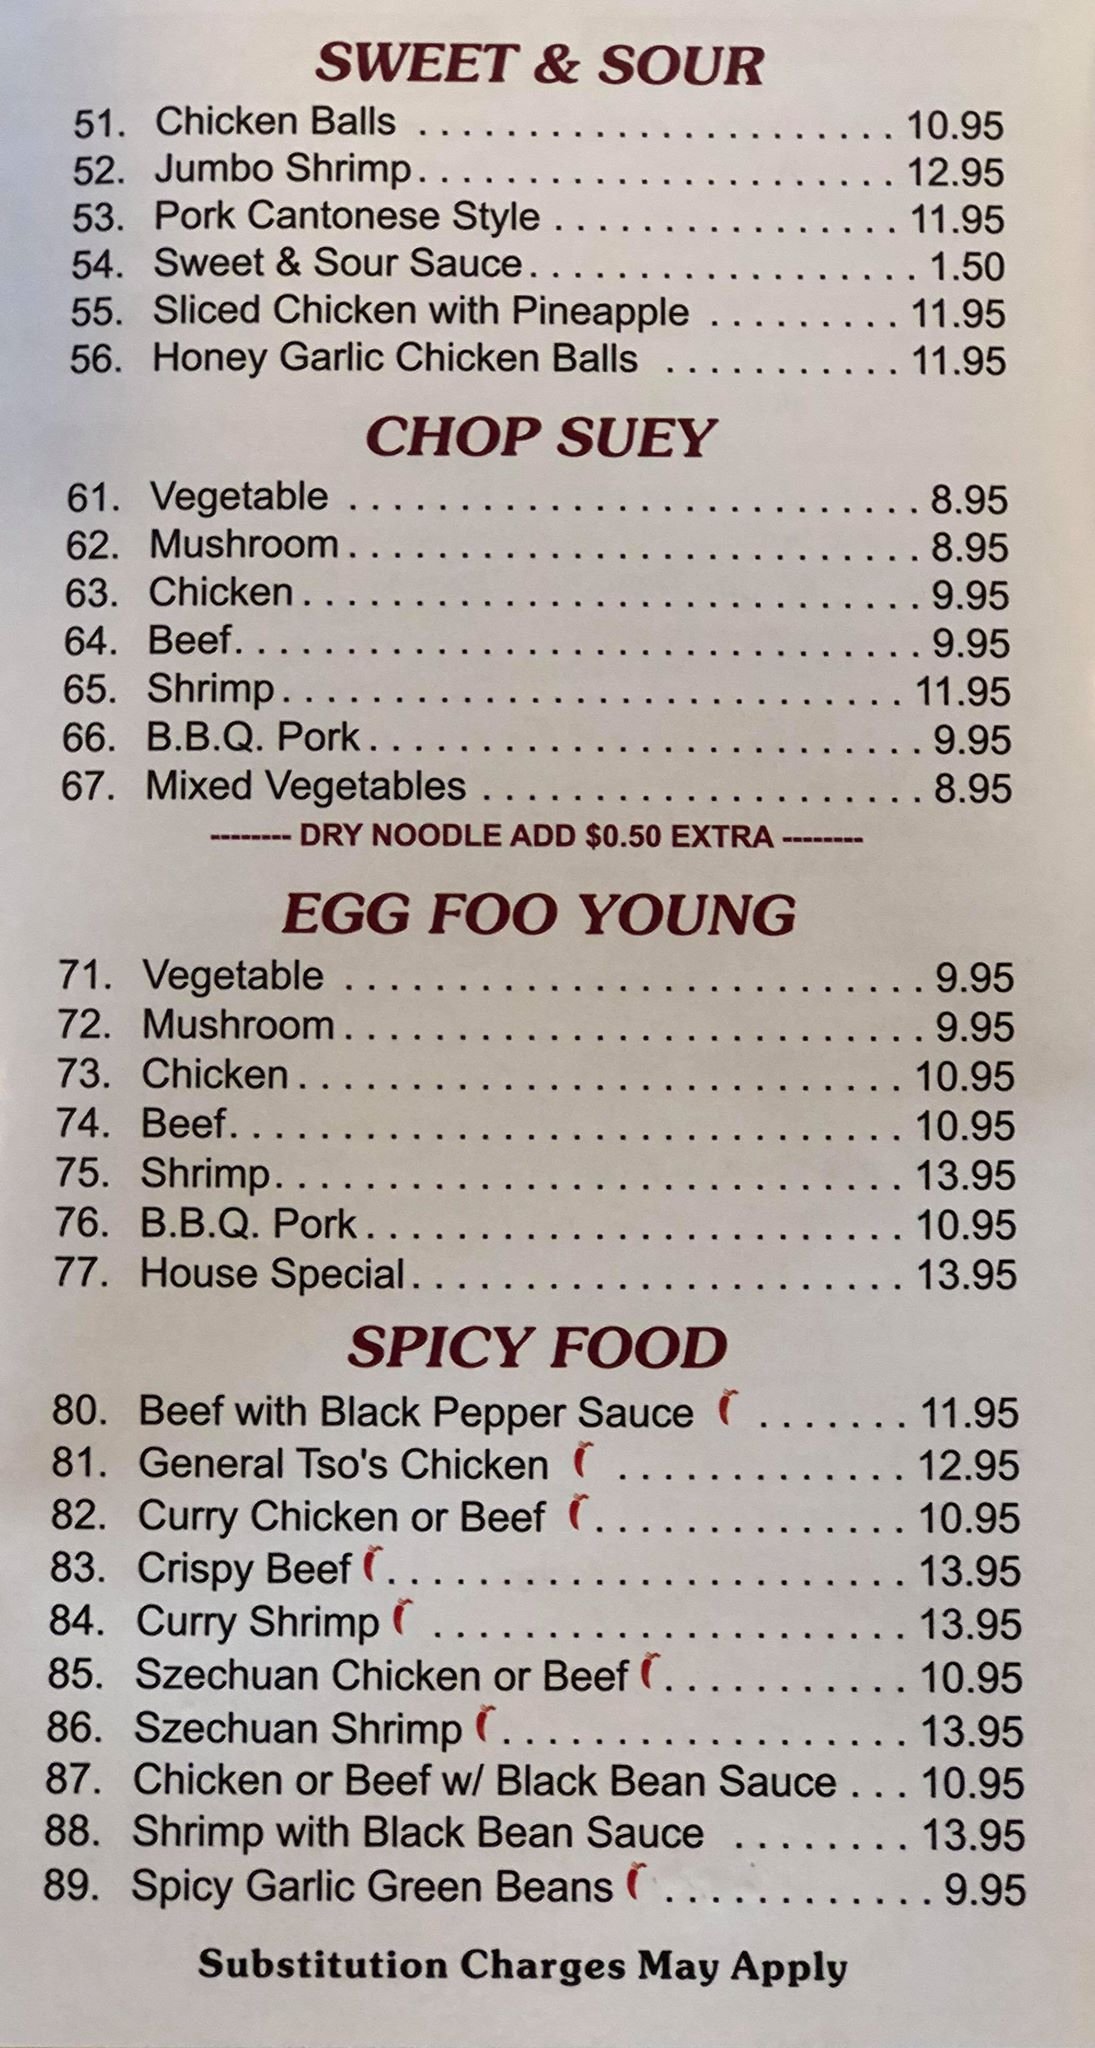 SWEET & SOUR
51. Chicken Balls . . . . . . . . . . . . . . . . . . . . . . 10.95
52. Jumbo Shrimp. . . . . . . . . . . . . . . . . . . . . . 12.95
53. Pork Cantonese Style . . . . . . . . . . . . . . . . 11.95
54. Sweet & Sour Sauce. . . . . . . . . . . . . . . . . . 1.50
55. Sliced Chicken with Pineapple . . . . . . . . . 11.95
56. Honey Garlic Chicken Balls . . . . . . . . . . . 11.95
CHOP SUEY
61. Vegetable . . . . . . . . . . . . . . . . . . . . . . . . . . 8.95
62. Mushroom . . . . . . . . . . . . . . . . . . . . . . . . . . 8.95
63. Chicken . . . . . . . . . . . . . . . . . . . . . . . . . . . . 9.95
64. Beef. . . . . . . . . . . . . . . . . . . . . . . . . . . . . . . 9.95
65. Shrimp . . . . . . . . . . . . . . . . . . . . . . . . . . . . 11.95
66. B.B.Q. Pork . . . . . . . . . . . . . . . . . . . . . . . . . 9.95
67. Mixed Vegetables . . . . . . . . . . . . . . . . . . . . 8.95
-------- DRY NOODLE ADD $0.50 EXTRA --------
EGG FOO YOUNG
71. Vegetable . . . . . . . . . . . . . . . . . . . . . . . . . . 9.95
72. Mushroom . . . . . . . . . . . . . . . . . . . . . . . . . . 9.95
73. Chicken . . . . . . . . . . . . . . . . . . . . . . . . . . . 10.95
74. Beef. . . . . . . . . . . . . . . . . . . . . . . . . . . . . . 10.95
75. Shrimp. . . . . . . . . . . . . . . . . . . . . . . . . . . . 13.95
76. B.B.Q. Pork . . . . . . . . . . . . . . . . . . . . . . . . 10.95
77. House Special . . . . . . . . . . . . . . . . . . . . . . 13.95
SPICY FOOD
80. Beef with Black Pepper Sauce . . . . . . . 11.95
81. General Tso's Chicken . . . . . . . . . . . . . 12.95
82. Curry Chicken or Beef . . . . . . . . . . . . . . 10.95
83. Crispy Beef . . . . . . . . . . . . . . . . . . . . . . . 13.95
84. Curry Shrimp . . . . . . . . . . . . . . . . . . . . . 13.95
85. Szechuan Chicken or Beef . . . . . . . . . . . 10.95
86. Szechuan Shrimp . . . . . . . . . . . . . . . . . . 13.95
87. Chicken or Beef w/ Black Bean Sauce . . . 10.95
88. Shrimp with Black Bean Sauce . . . . . . . . 13.95
89. Spicy Garlic Green Beans . . . . . . . . . . . . 9.95
Substitution Charges May Apply